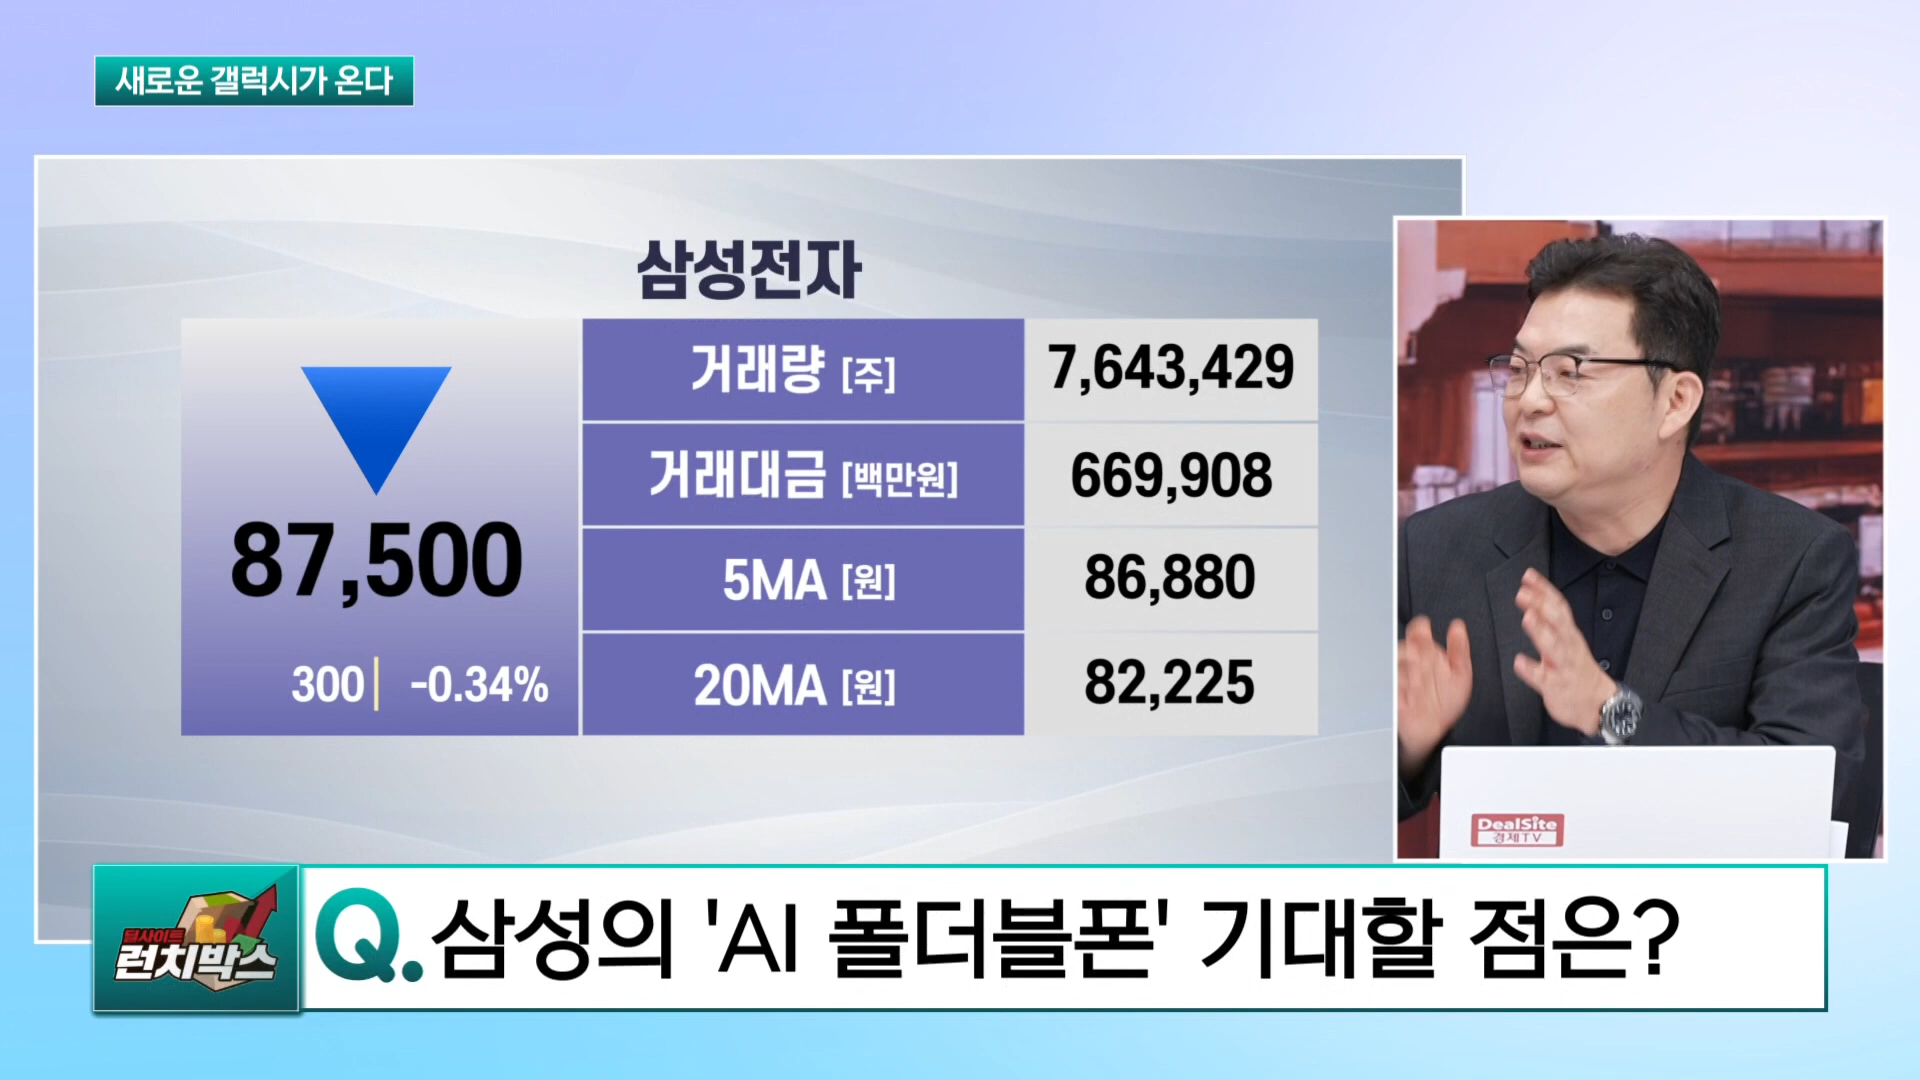 새로운 갤럭시가 온다
삼성전자
87,500
300 -0.34%
거래량 [주] 7,643,429
거래대금 [백만원] 669,908
5MA [원] 86,880
20MA [원] 82,225
DealSite
경제TV
딜사이트
런치박스
Q. 삼성의 'AI 폴더블폰' 기대할 점은?